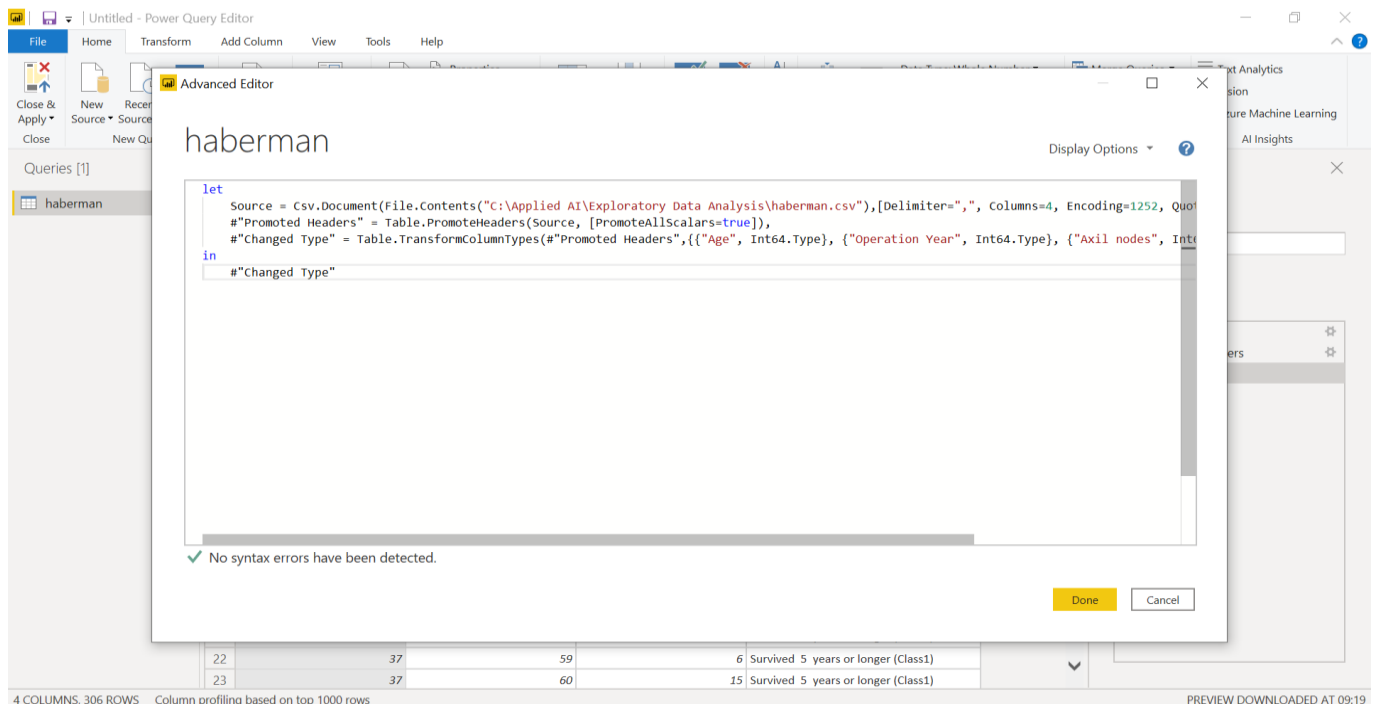 Untitled - Power Query Editor
File Home Transform Add Column View Tools Help
Close & Apply
New Source
Close
Text Analytics
Azure Machine Learning
AI Insights
Queries [1]
haberman
Advanced Editor
haberman
Display Options
let
Source = Csv.Document(File.Contents("C:\Applied AI\Exploratory Data Analysis\haberman.csv"),[Delimiter=",", Columns=4, Encoding=1252,
#"Promoted Headers" = Table.PromoteHeaders(Source, [PromoteAllScalars=true]),
#"Changed Type" = Table.TransformColumnTypes(#"Promoted Headers",{{"Age", Int64.Type}, {"Operation Year", Int64.Type}, {"Axil nodes",
in
#"Changed Type"
No syntax errors have been detected.
Done Cancel
22 37 59 6 Survived 5 years or longer (Class1)
23 37 60 15 Survived 5 years or longer (Class1)
4 COLUMNS, 306 ROWS Column profiling based on top 1000 rows PREVIEW DOWNLOADED AT 09:19